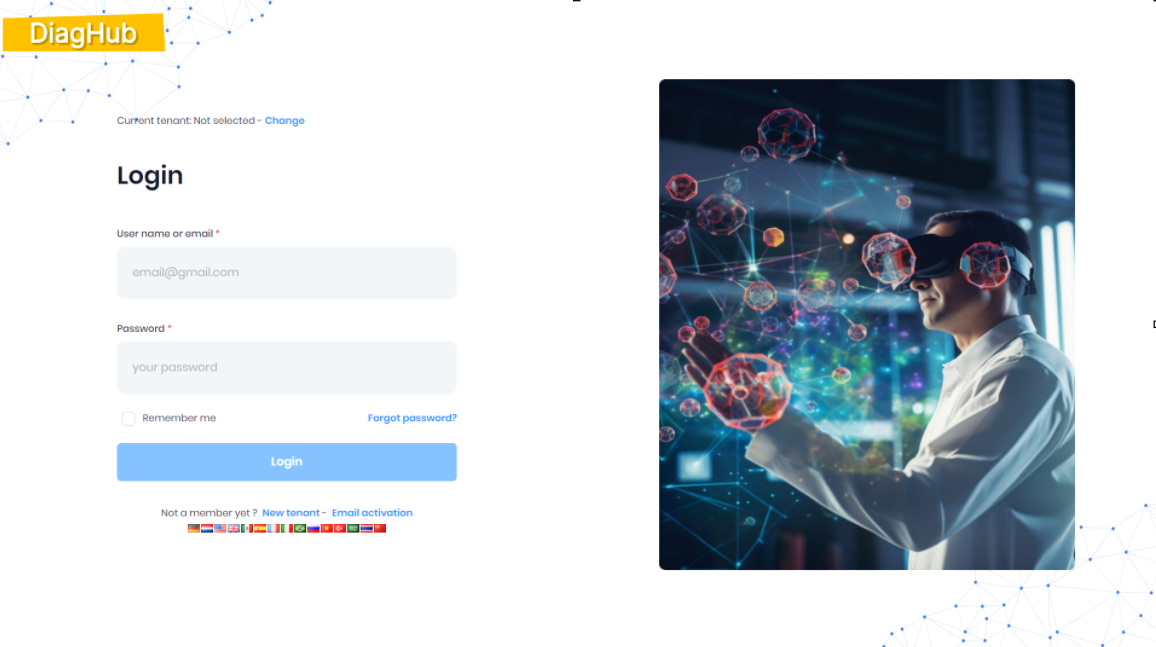 DiagHub
Current tenant: Not selected - Change
Login
User name or email *
email@gmail.com
Password *
your password
Remember me
Forgot password?
Login
Not a member yet ? New tenant - Email activation